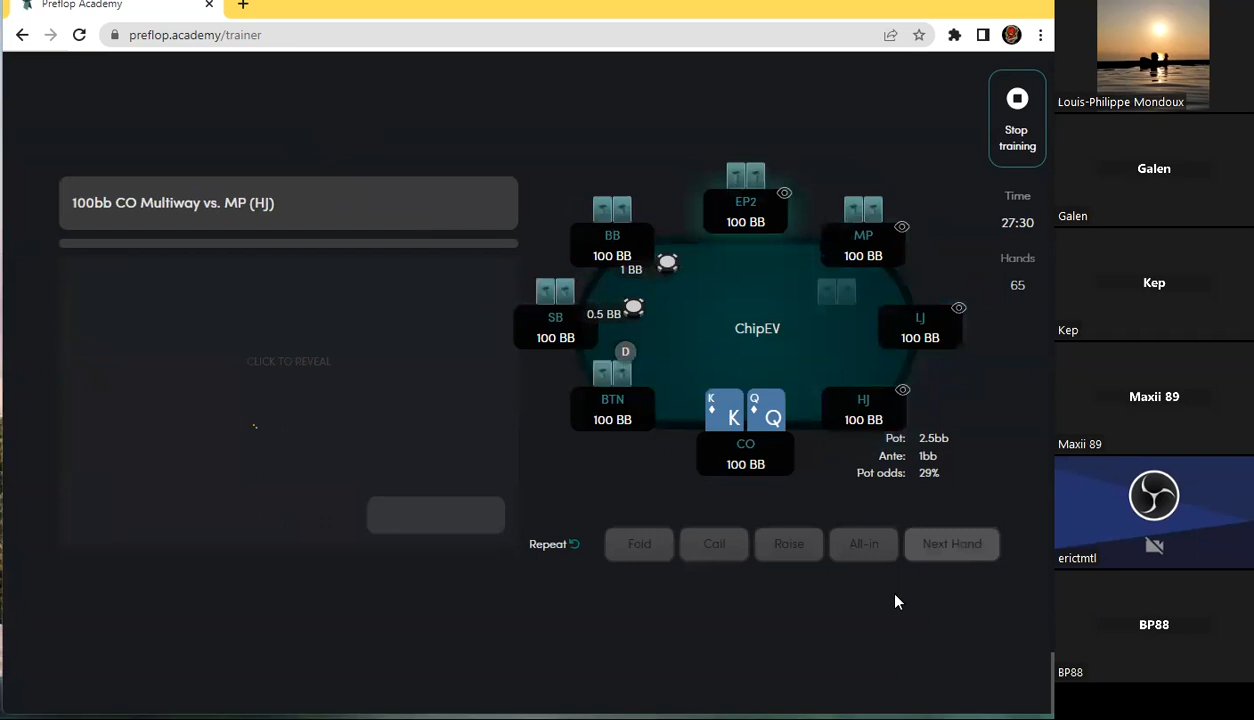 Preflop Academy
preflop.academy/trainer
Stop
training
Time
27:30
Hands
65
100bb CO Multiway vs. MP (HJ)
CLICK TO REVEAL
EP2
100 BB
BB
100 BB
1 BB
MP
100 BB
SB
100 BB
0.5 BB
ChipEV
LJ
100 BB
D
BTN
100 BB
K
K
Q
Q
CO
100 BB
HJ
100 BB
Pot: 2.5bb
Ante: 1bb
Pot odds: 29%
Repeat
Fold
Call
Raise
All-in
Next Hand
Louis-Philippe Mondoux
Galen
Galen
Kep
Kep
Maxii 89
Maxii 89
erictmtl
BP88
BP88